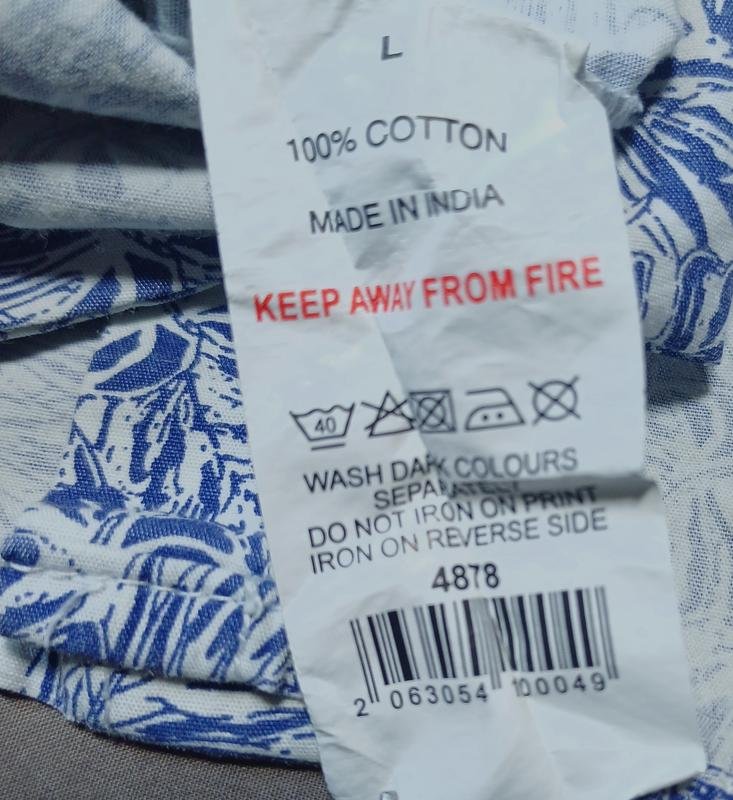 L
100% COTTON
MADE IN INDIA
KEEP AWAY FROM FIRE
40
WASH DARK COLOURS
SEPARATELY
DO NOT IRON ON PRINT
IRON ON REVERSE SIDE
4878
2 063054 100049